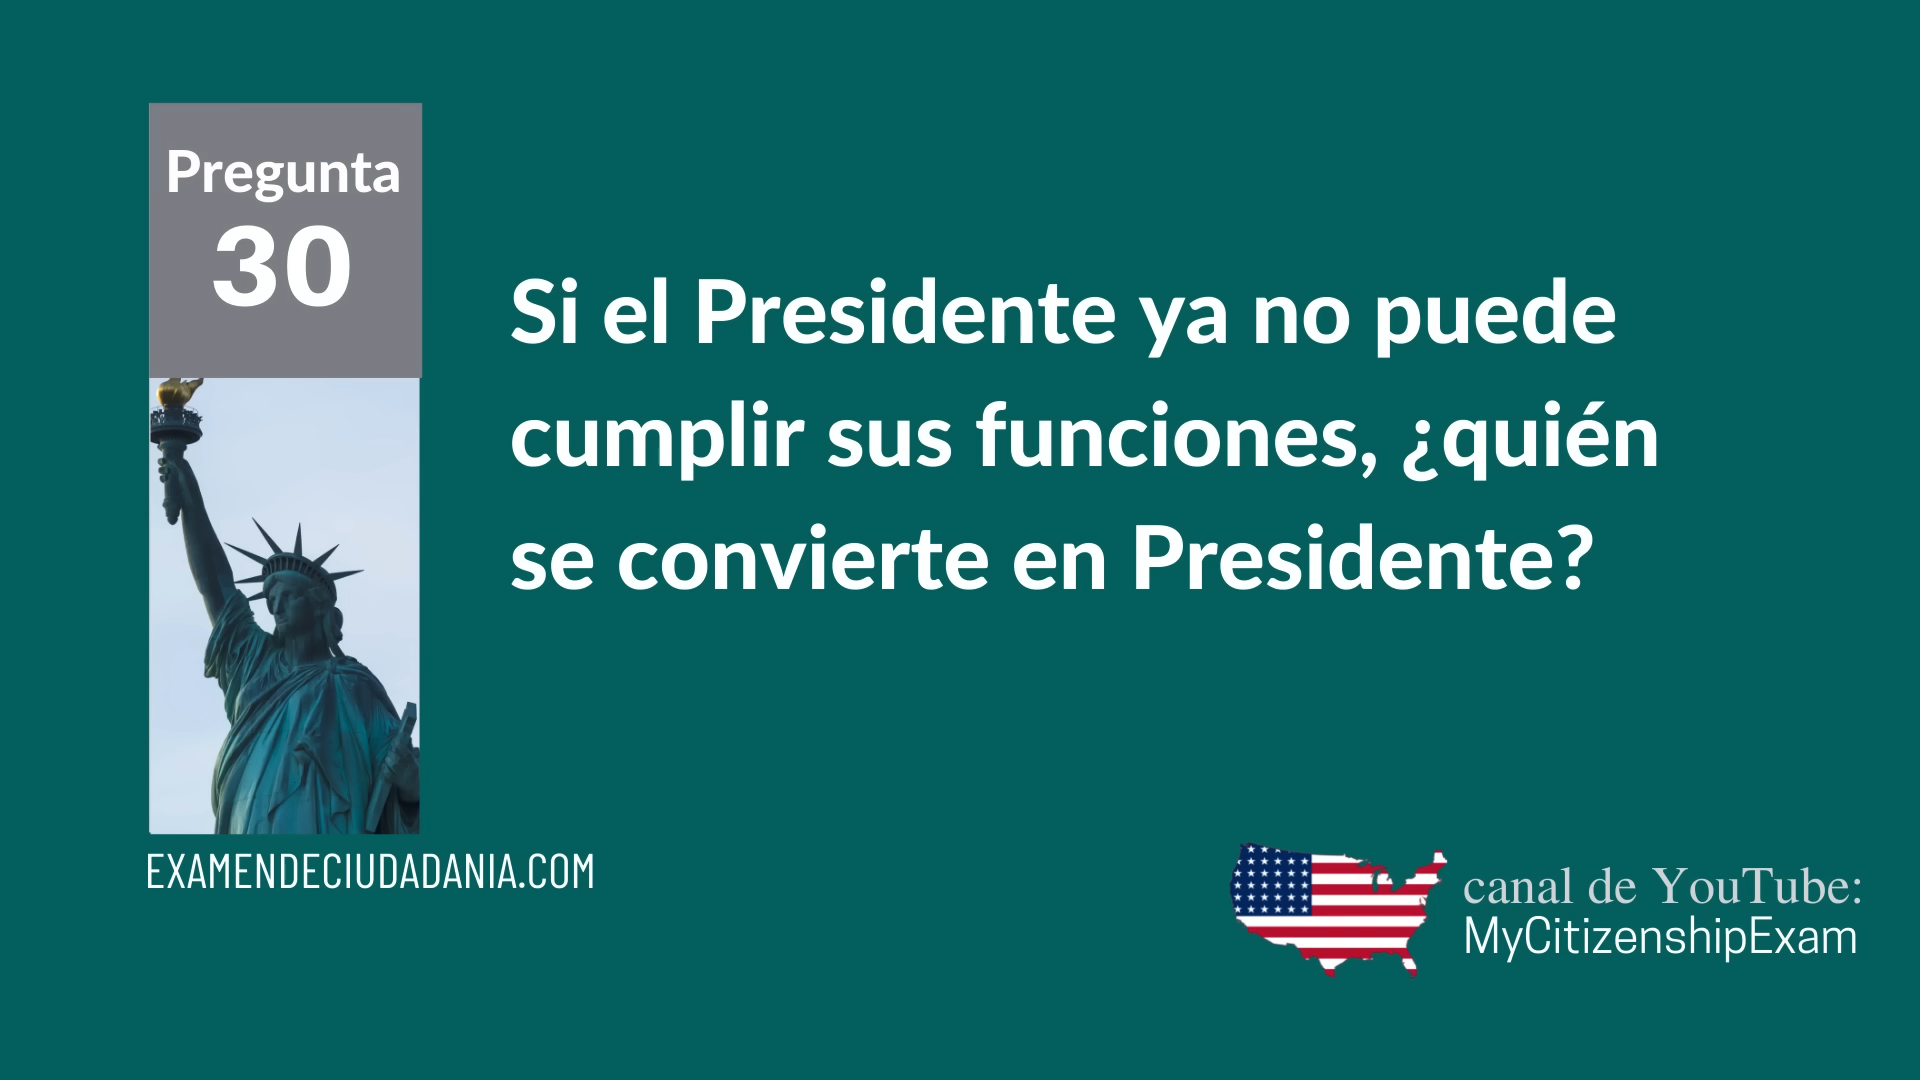 Pregunta
30
Si el Presidente ya no puede
cumplir sus funciones, ¿quién
se convierte en Presidente?
EXAMENDECIUDADANIA.COM
canal de YouTube:
MyCitizenshipExam